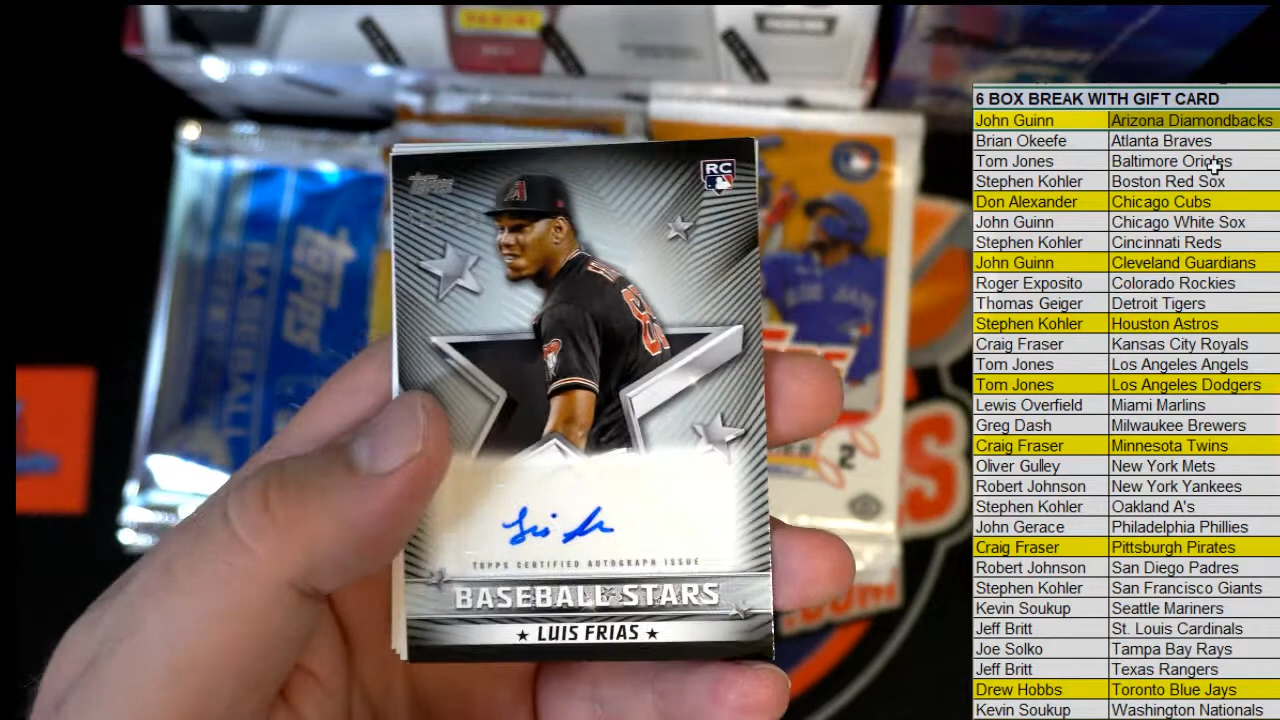 PANINI
Topps
RC
TOPPS CERTIFIED AUTOGRAPH ISSUE
BASEBALL STARS
★ LUIS FRIAS ★
BLUE JAYS
2
6 BOX BREAK WITH GIFT CARD
John Guinn Arizona Diamondbacks
Brian Okeefe Atlanta Braves
Tom Jones Baltimore Orioles
Stephen Kohler Boston Red Sox
Don Alexander Chicago Cubs
John Guinn Chicago White Sox
Stephen Kohler Cincinnati Reds
John Guinn Cleveland Guardians
Roger Exposito Colorado Rockies
Thomas Geiger Detroit Tigers
Stephen Kohler Houston Astros
Craig Fraser Kansas City Royals
Tom Jones Los Angeles Angels
Tom Jones Los Angeles Dodgers
Lewis Overfield Miami Marlins
Greg Dash Milwaukee Brewers
Craig Fraser Minnesota Twins
Oliver Gulley New York Mets
Robert Johnson New York Yankees
Stephen Kohler Oakland A's
John Gerace Philadelphia Phillies
Craig Fraser Pittsburgh Pirates
Robert Johnson San Diego Padres
Stephen Kohler San Francisco Giants
Kevin Soukup Seattle Mariners
Jeff Britt St. Louis Cardinals
Joe Solko Tampa Bay Rays
Jeff Britt Texas Rangers
Drew Hobbs Toronto Blue Jays
Kevin Soukup Washington Nationals